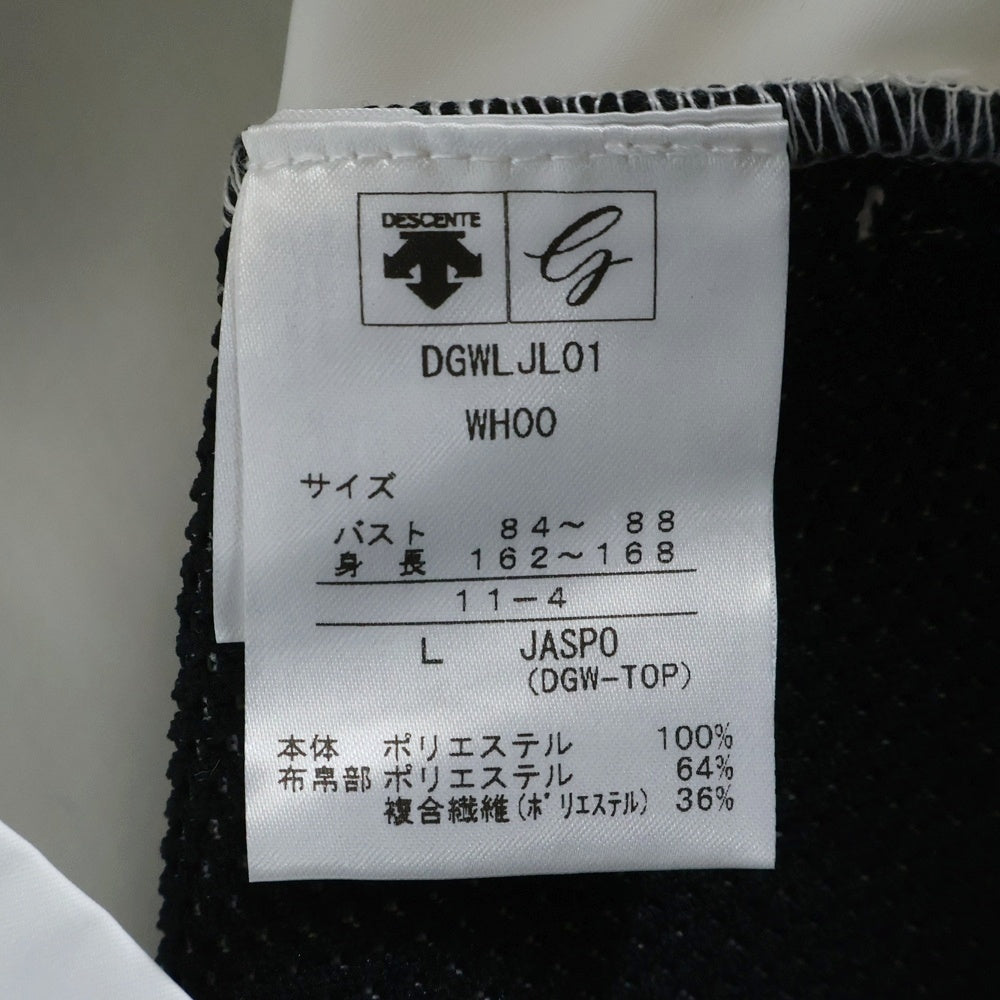 DESCENTE G
DGWLJL01
WH00
サイズ
バスト 84～ 88
身 長 162～168
11－4
L JASPO
(DGW-TOP)
本体 ポリエステル 100%
布帛部 ポリエステル 64%
複合繊維(ポリエステル) 36%